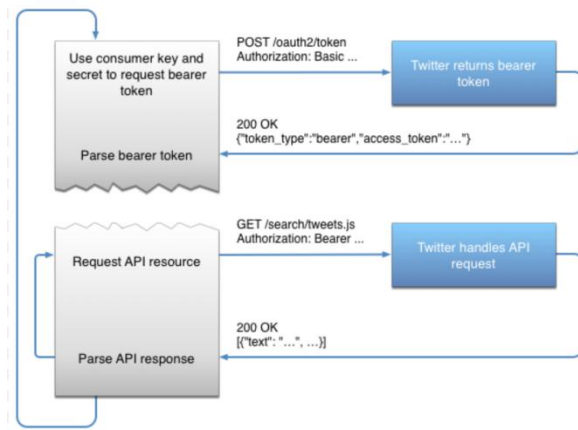 Use consumer key and
secret to request bearer
token
POST /oauth2/token
Authorization: Basic ...
Twitter returns bearer
token
200 OK
{"token_type":"bearer","access_token":"..."}
Parse bearer token
GET /search/tweets.js
Authorization: Bearer ...
Twitter handles API
request
Request API resource
200 OK
[{"text": "...", ...}]
Parse API response